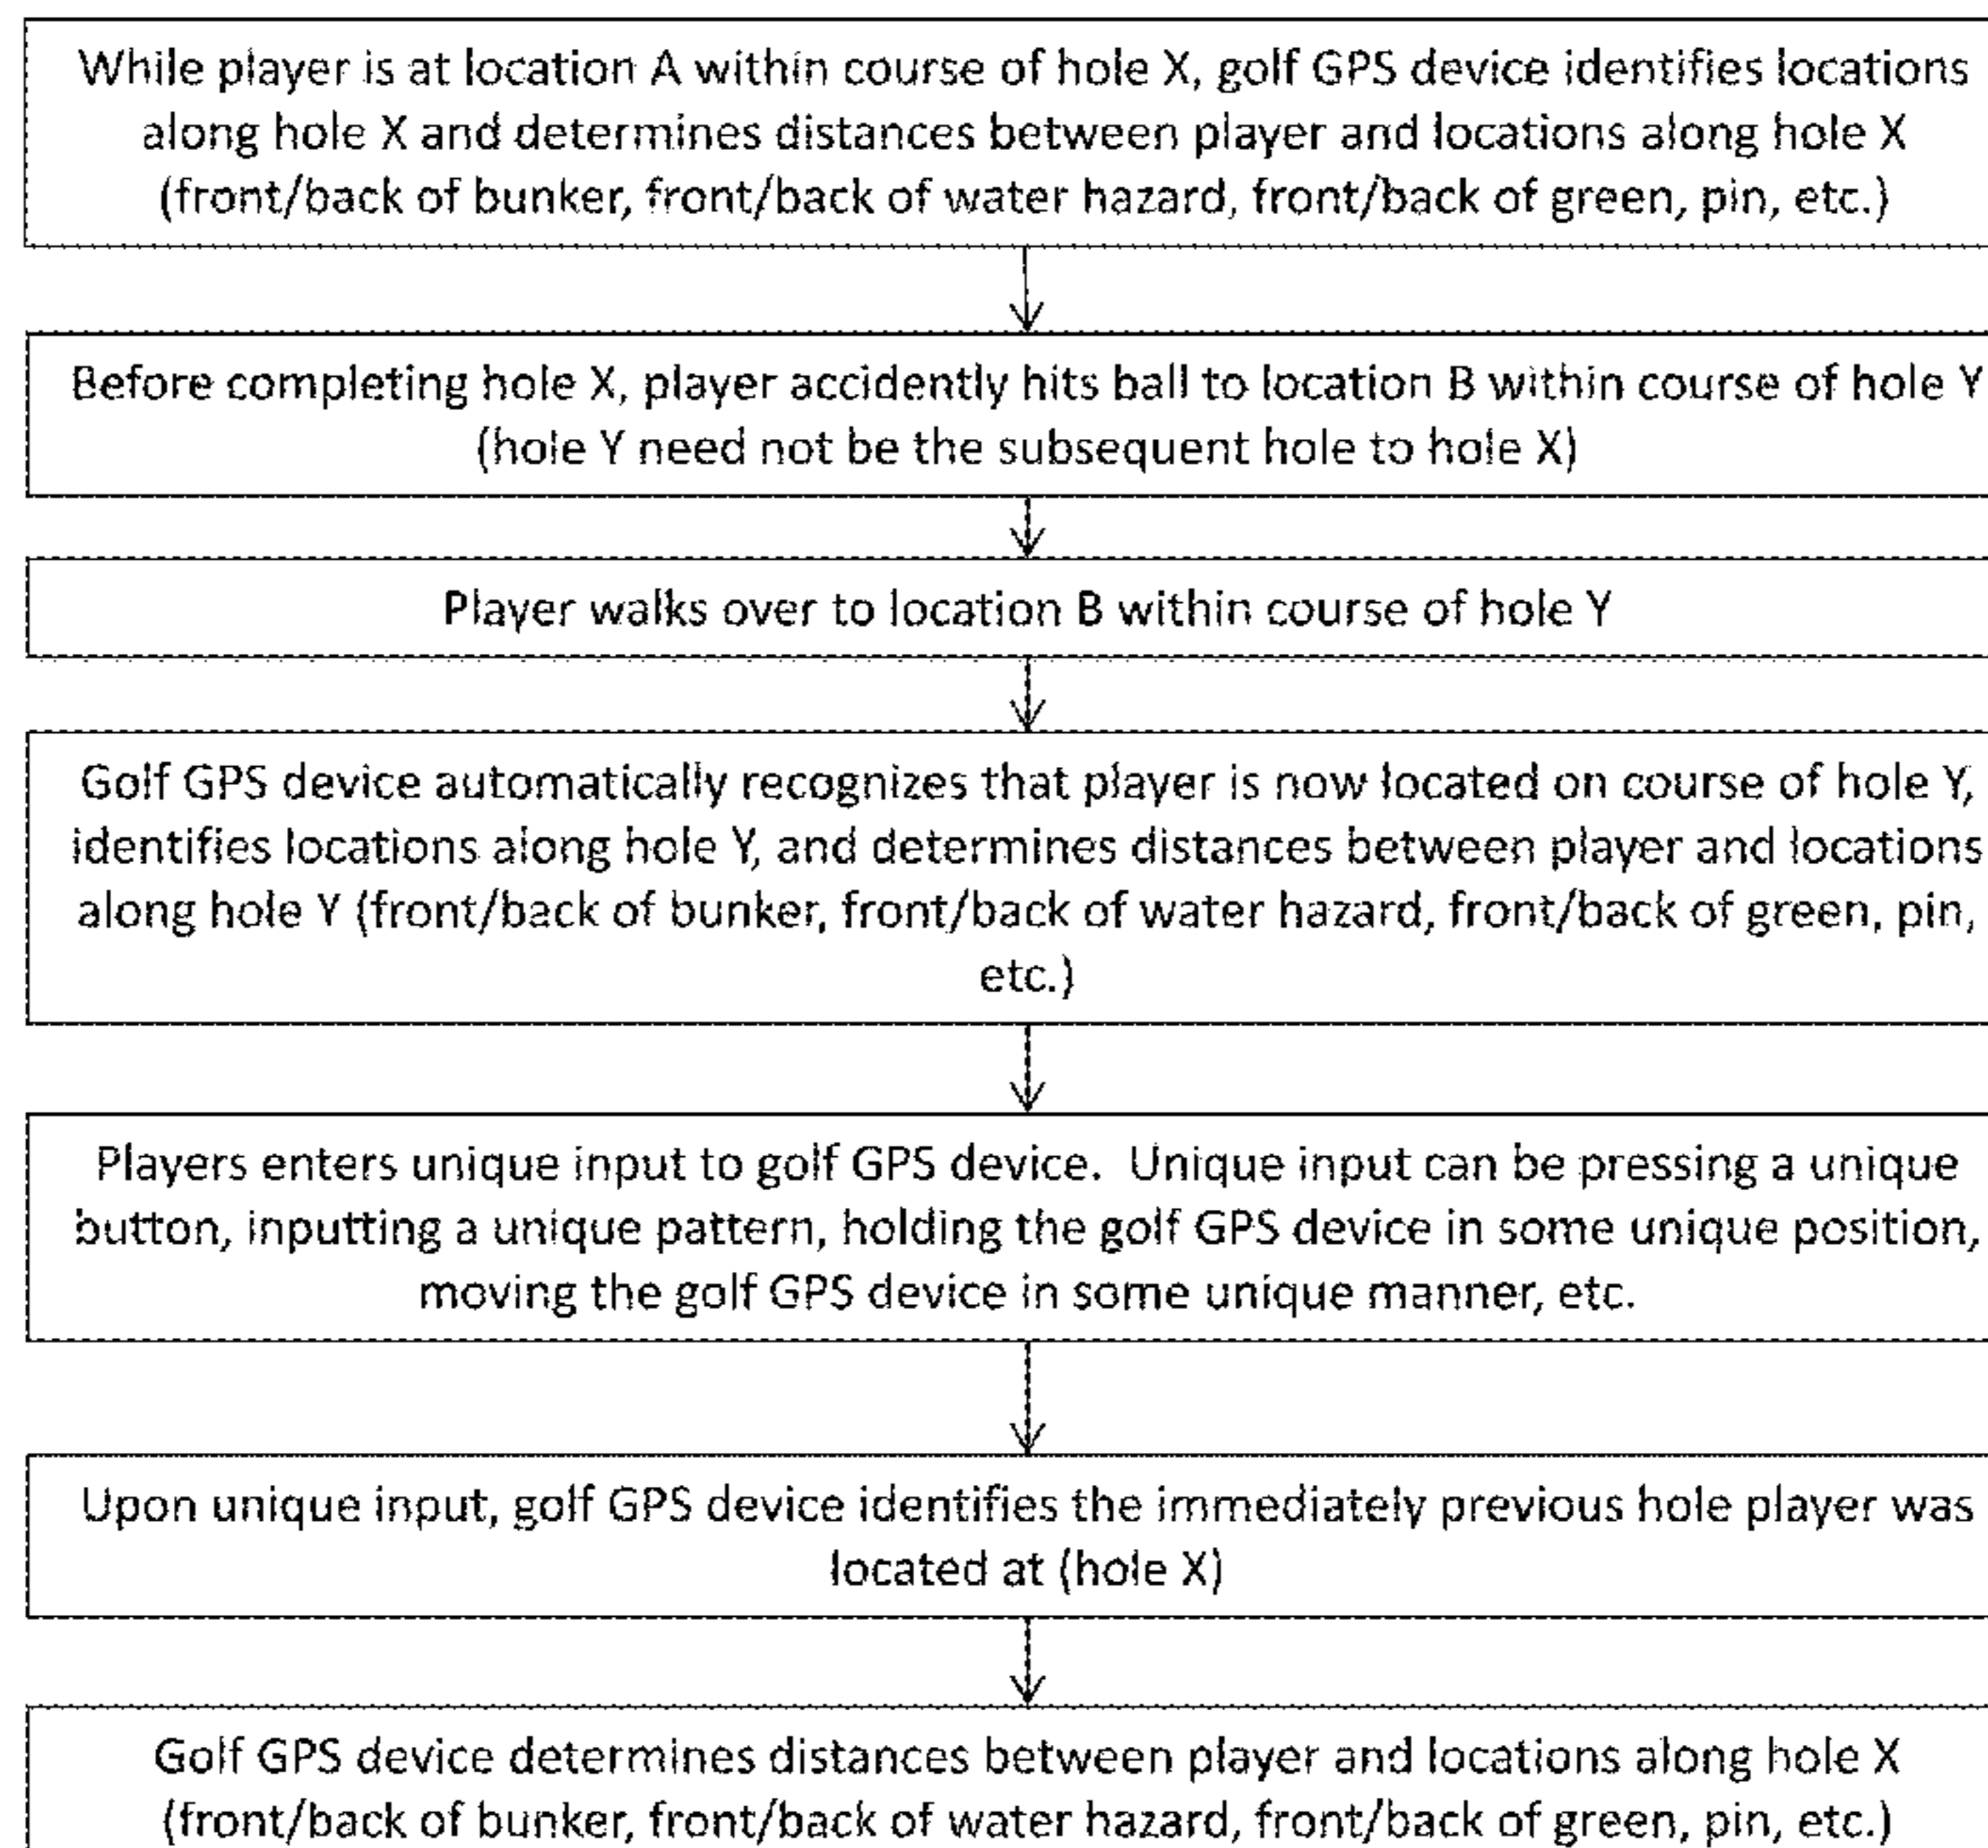 While player is at location A within course of hole X, golf GPS device identifies locations
along hole X and determines distances between player and locations along hole X
(front/back of bunker, front/back of water hazard, front/back of green, pin, etc.)
Before completing hole X, player accidently hits ball to location B within course of hole Y
(hole Y need not be the subsequent hole to hole X)
Player walks over to location B within course of hole Y
Golf GPS device automatically recognizes that player is now located on course of hole Y,
identifies locations along hole Y, and determines distances between player and locations
along hole Y (front/back of bunker, front/back of water hazard, front/back of green, pin,
etc.)
Players enters unique input to golf GPS device. Unique input can be pressing a unique
button, inputting a unique pattern, holding the golf GPS device in some unique position,
moving the golf GPS device in some unique manner, etc.
Upon unique input, golf GPS device identifies the immediately previous hole player was
located at (hole X)
Golf GPS device determines distances between player and locations along hole X
(front/back of bunker, front/back of water hazard, front/back of green, pin, etc.)